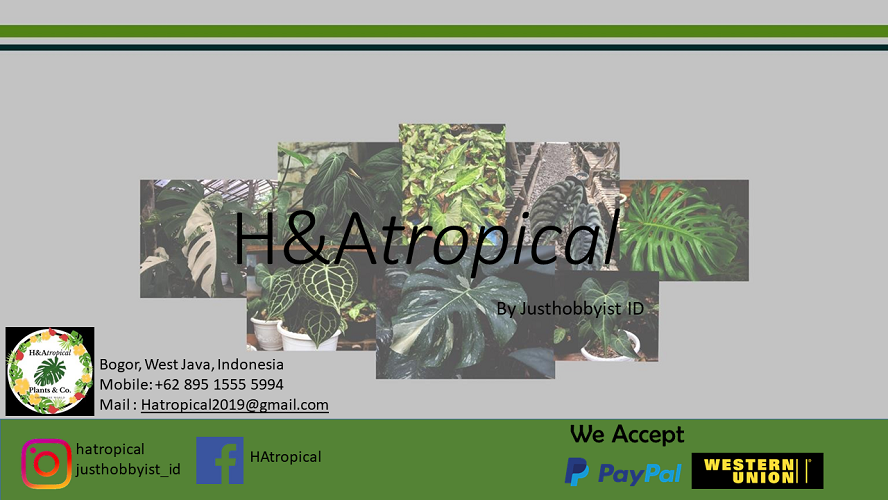 H&Atropical
By Justhobbyist ID
H&Atropical
Plants & Co.
Bogor, West Java, Indonesia
Mobile: +62 895 1555 5994
Mail : Hatropical2019@gmail.com
hatropical
justhobbyist_id
HAtropical
We Accept
PayPal
WESTERN
UNION